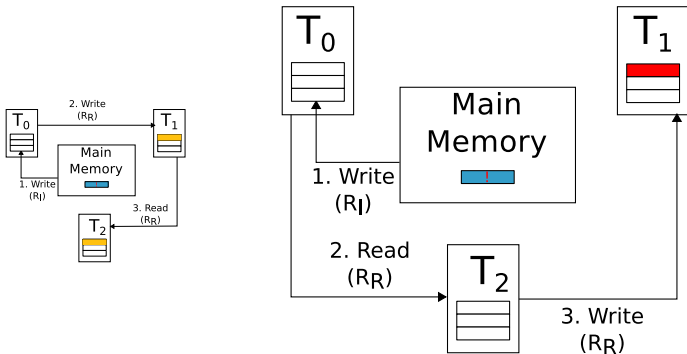 2. Write
(RR)
T0
T1
Main
Memory
!
1. Write
(RI)
3. Read
(RR)
T2
T0
T1
Main
Memory
!
1. Write
(RI)
2. Read
(RR)
T2
3. Write
(RR)